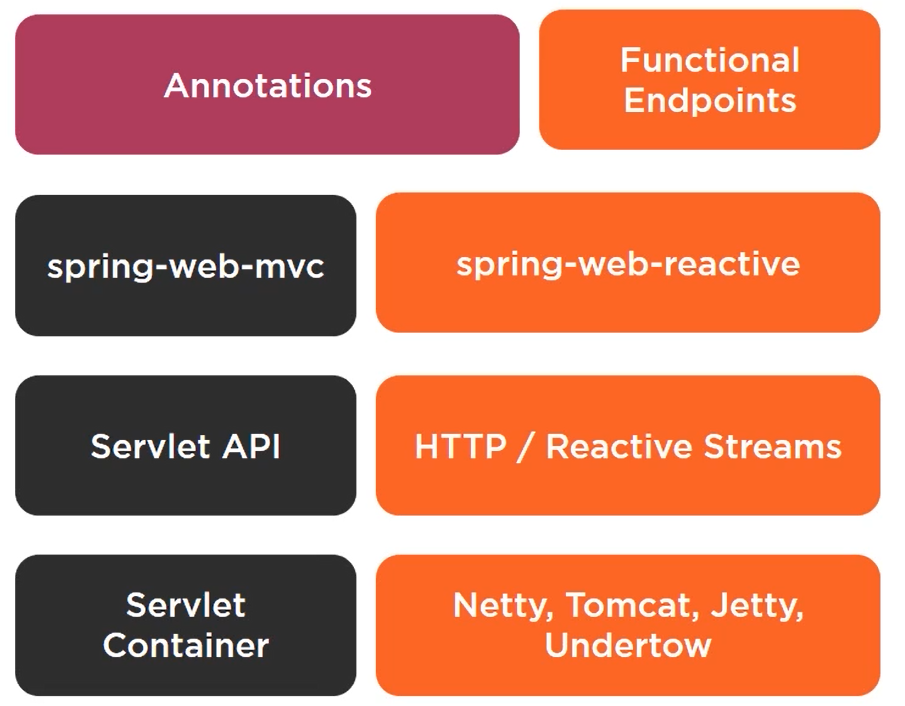 Annotations
Functional
Endpoints
spring-web-mvc
spring-web-reactive
Servlet API
HTTP / Reactive Streams
Servlet
Container
Netty, Tomcat, Jetty,
Undertow